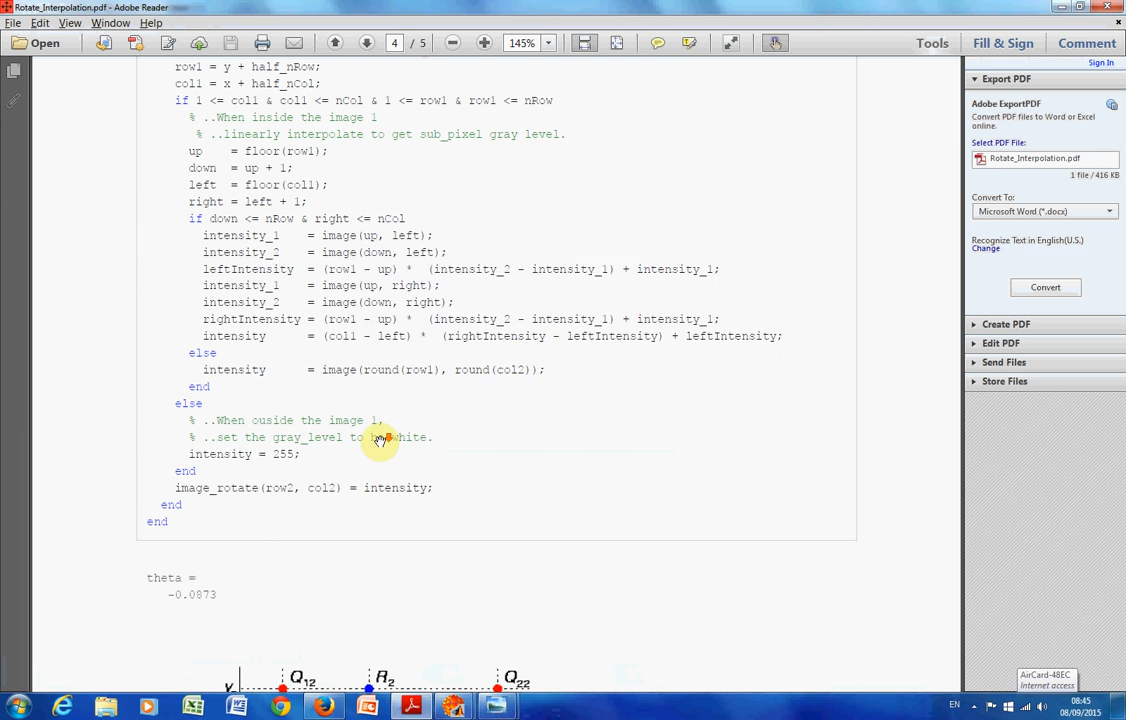 Rotate_Interpolation.pdf - Adobe Reader
File Edit View Window Help
Open 4 / 5 145% Tools Fill & Sign Comment
Sign In
row1 = y + half_nRow;
col1 = x + half_nCol;
if 1 <= col1 & col1 <= nCol & 1 <= row1 & row1 <= nRow
% ..When inside the image 1
% ..linearly interpolate to get sub_pixel gray level.
up = floor(row1);
down = up + 1;
left = floor(col1);
right = left + 1;
if down <= nRow & right <= nCol
intensity_1 = image(up, left);
intensity_2 = image(down, left);
leftIntensity = (row1 - up) * (intensity_2 - intensity_1) + intensity_1;
intensity_1 = image(up, right);
intensity_2 = image(down, right);
rightIntensity = (row1 - up) * (intensity_2 - intensity_1) + intensity_1;
intensity = (col1 - left) * (rightIntensity - leftIntensity) + leftIntensity;
else
intensity = image(round(row1), round(col2));
end
else
% ..When ouside the image 1,
% ..set the gray_level to be white.
intensity = 255;
end
image_rotate(row2, col2) = intensity;
end
end
theta =
-0.0873
Q12 R2 Q22
y
Export PDF
Adobe ExportPDF
Convert PDF files to Word or Excel
online.
Select PDF File:
Rotate_Interpolation.pdf
1 file / 416 KB
Convert To:
Microsoft Word (*.docx)
Recognize Text in English(U.S.)
Change
Convert
Create PDF
Edit PDF
Send Files
Store Files
AirCard-48EC
Internet access
EN 08:45
08/09/2015